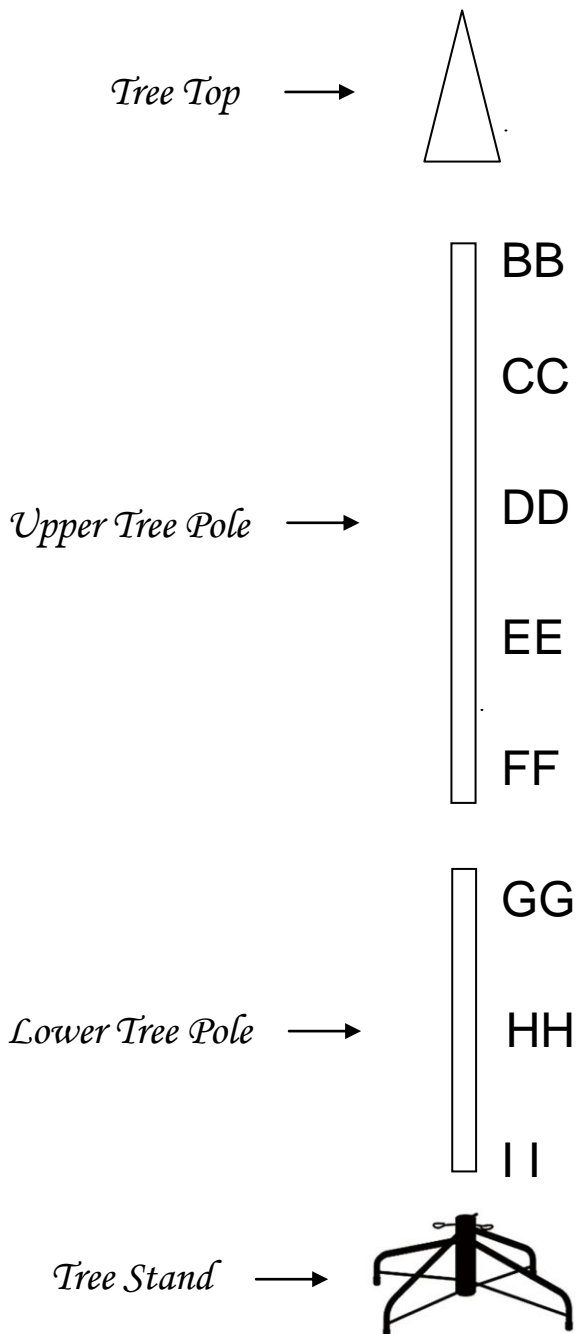 Tree Top
BB
CC
Upper Tree Pole DD
EE
FF
GG
Lower Tree Pole HH
I I
Tree Stand